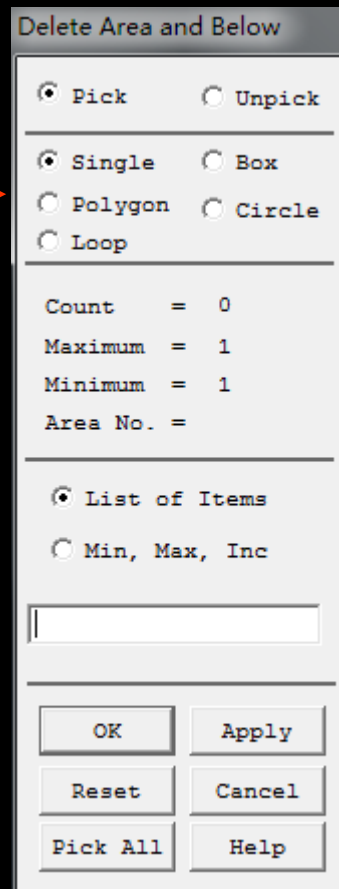 Delete Area and Below
Pick Unpick
Single Box
Polygon Circle
Loop
Count = 0
Maximum = 1
Minimum = 1
Area No. =
List of Items
Min, Max, Inc
OK Apply
Reset Cancel
Pick All Help